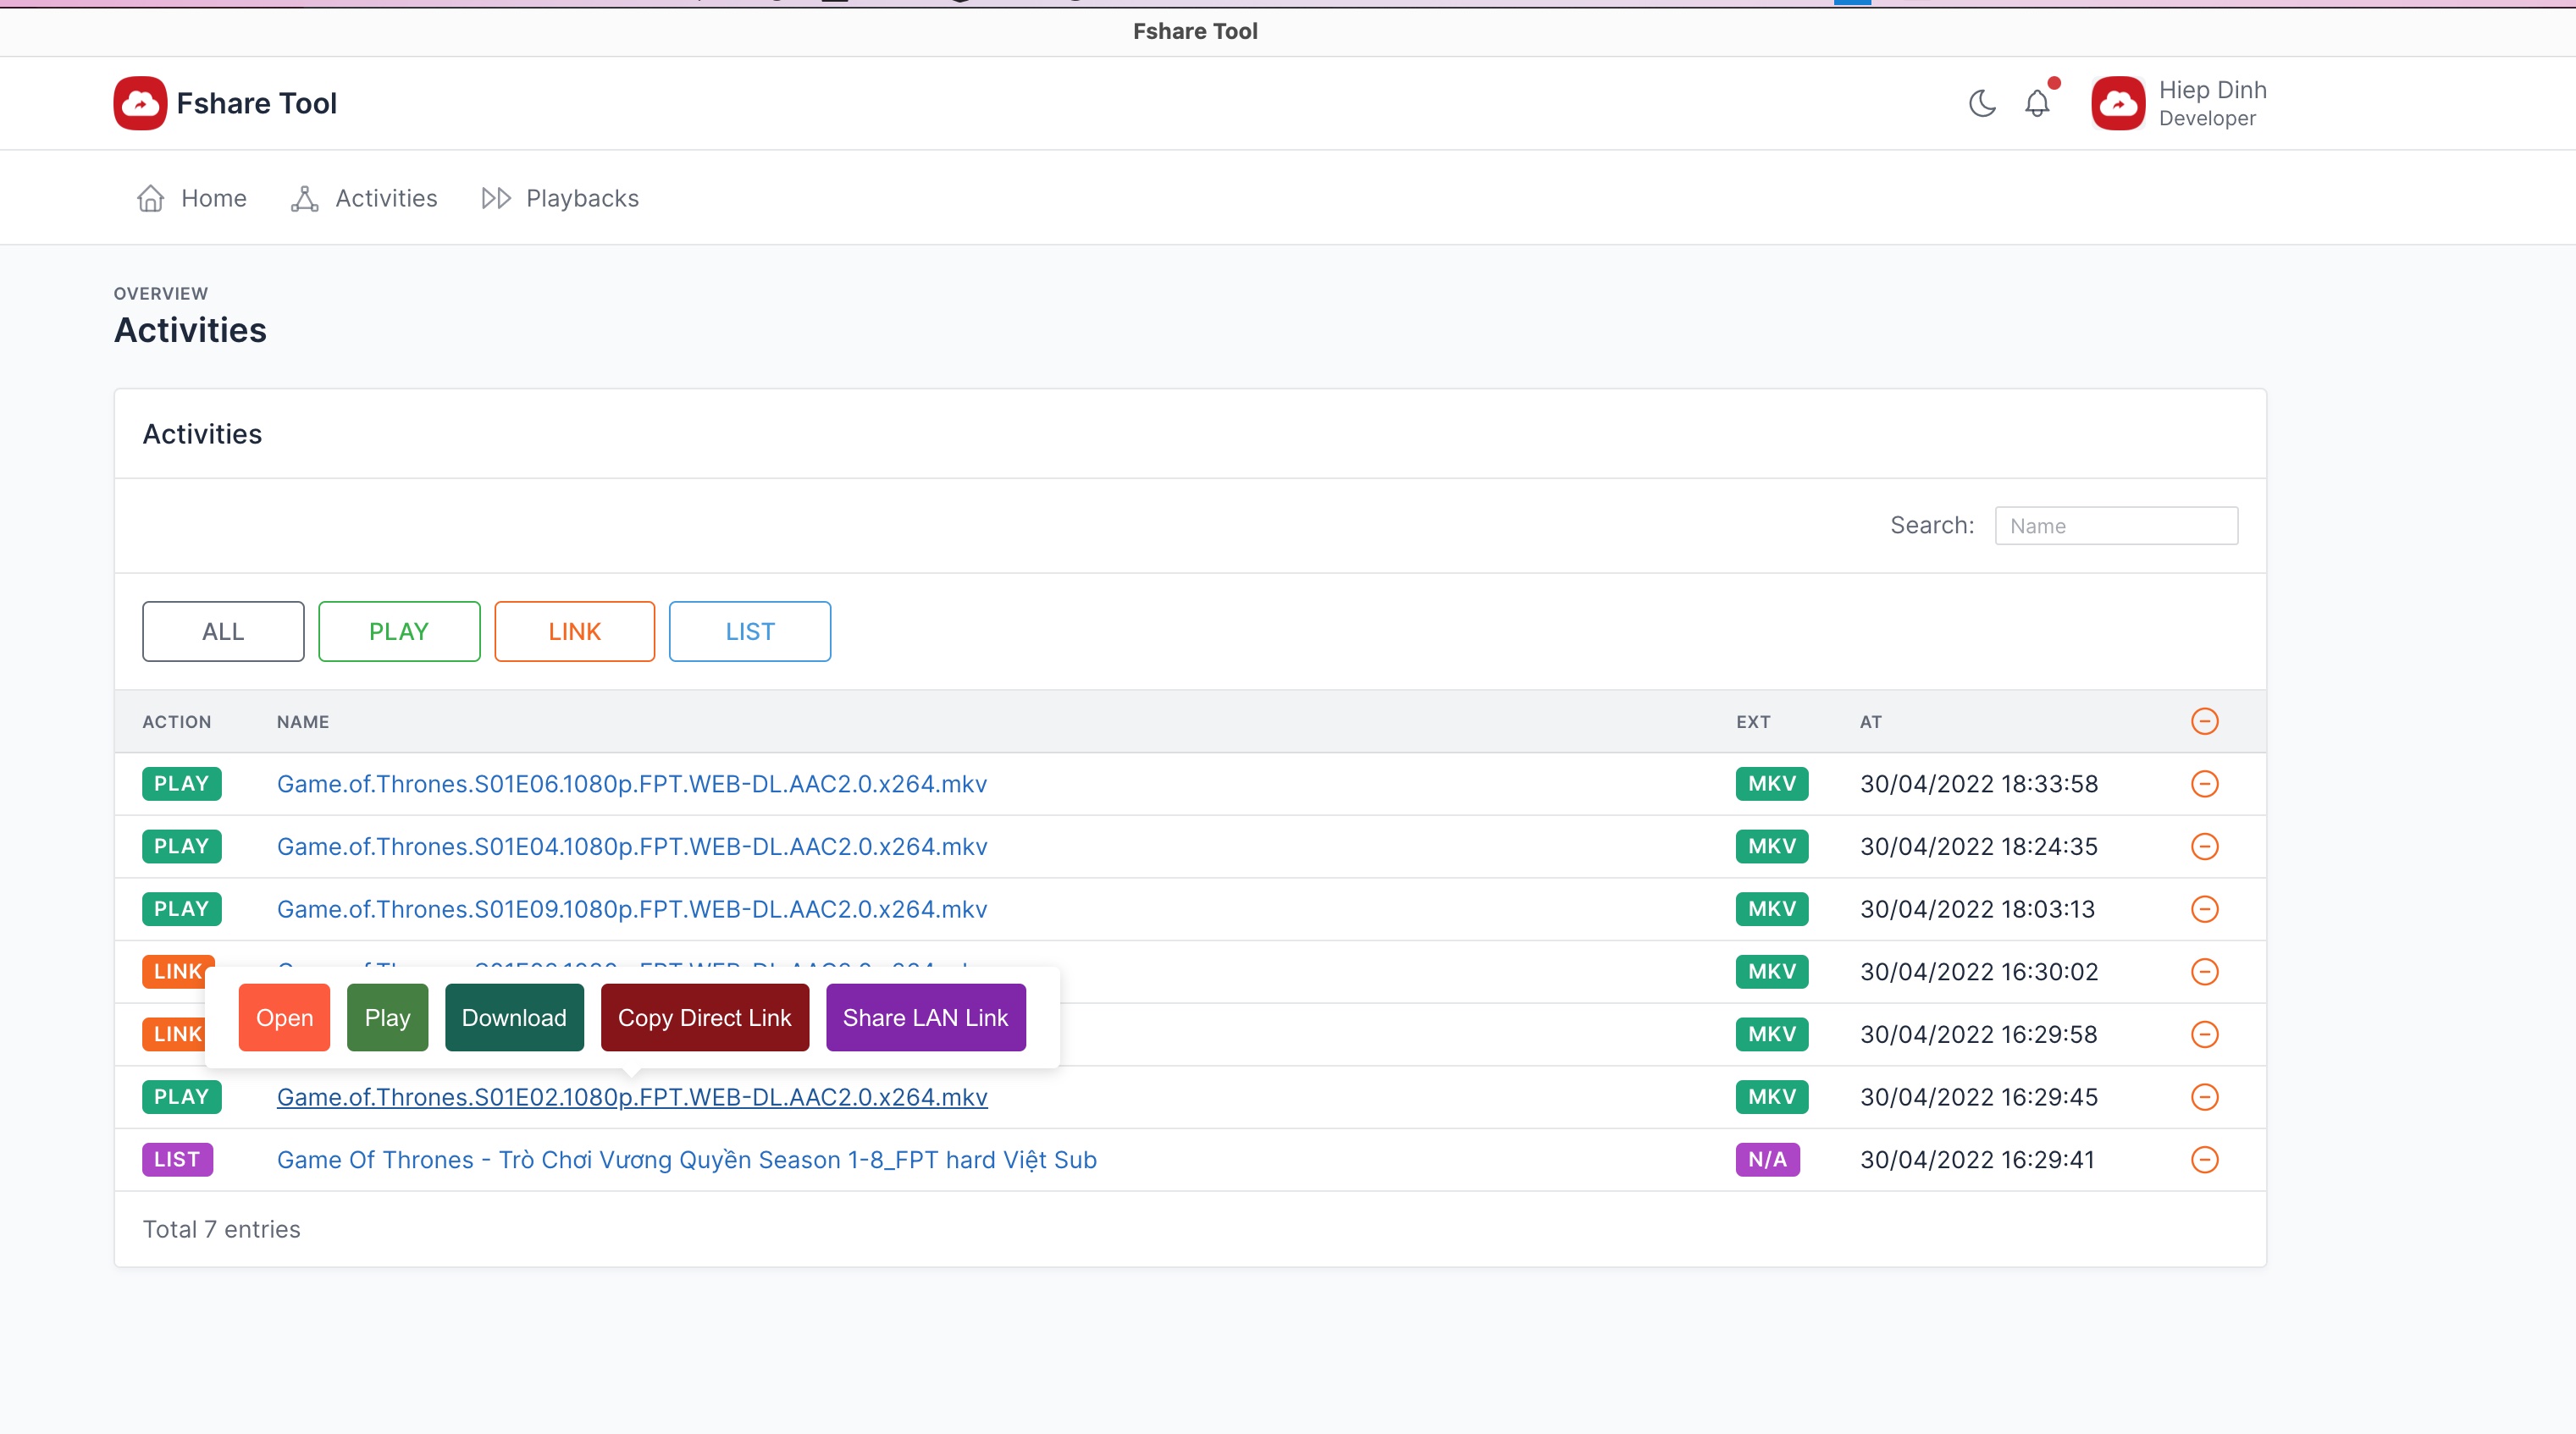 Fshare Tool
Fshare Tool
Hiep Dinh
Developer
Home Activities Playbacks
OVERVIEW
Activities
Activities
Search: Name
ALL PLAY LINK LIST
ACTION NAME EXT AT
PLAY Game.of.Thrones.S01E06.1080p.FPT.WEB-DL.AAC2.0.x264.mkv MKV 30/04/2022 18:33:58
PLAY Game.of.Thrones.S01E04.1080p.FPT.WEB-DL.AAC2.0.x264.mkv MKV 30/04/2022 18:24:35
PLAY Game.of.Thrones.S01E09.1080p.FPT.WEB-DL.AAC2.0.x264.mkv MKV 30/04/2022 18:03:13
LINK MKV 30/04/2022 16:30:02
Open Play Download Copy Direct Link Share LAN Link
LINK MKV 30/04/2022 16:29:58
PLAY Game.of.Thrones.S01E02.1080p.FPT.WEB-DL.AAC2.0.x264.mkv MKV 30/04/2022 16:29:45
LIST Game Of Thrones - Trò Chơi Vương Quyền Season 1-8_FPT hard Việt Sub N/A 30/04/2022 16:29:41
Total 7 entries